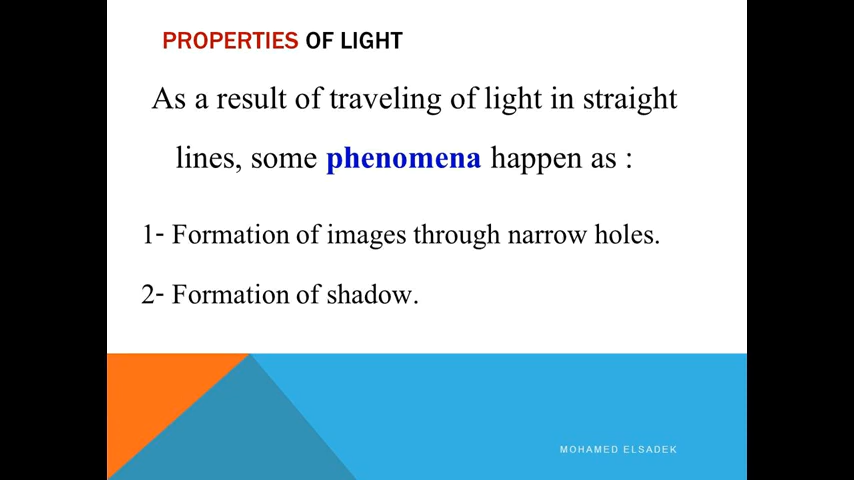 PROPERTIES OF LIGHT
As a result of traveling of light in straight
lines, some phenomena happen as :
1- Formation of images through narrow holes.
2- Formation of shadow.
MOHAMED ELSADEK